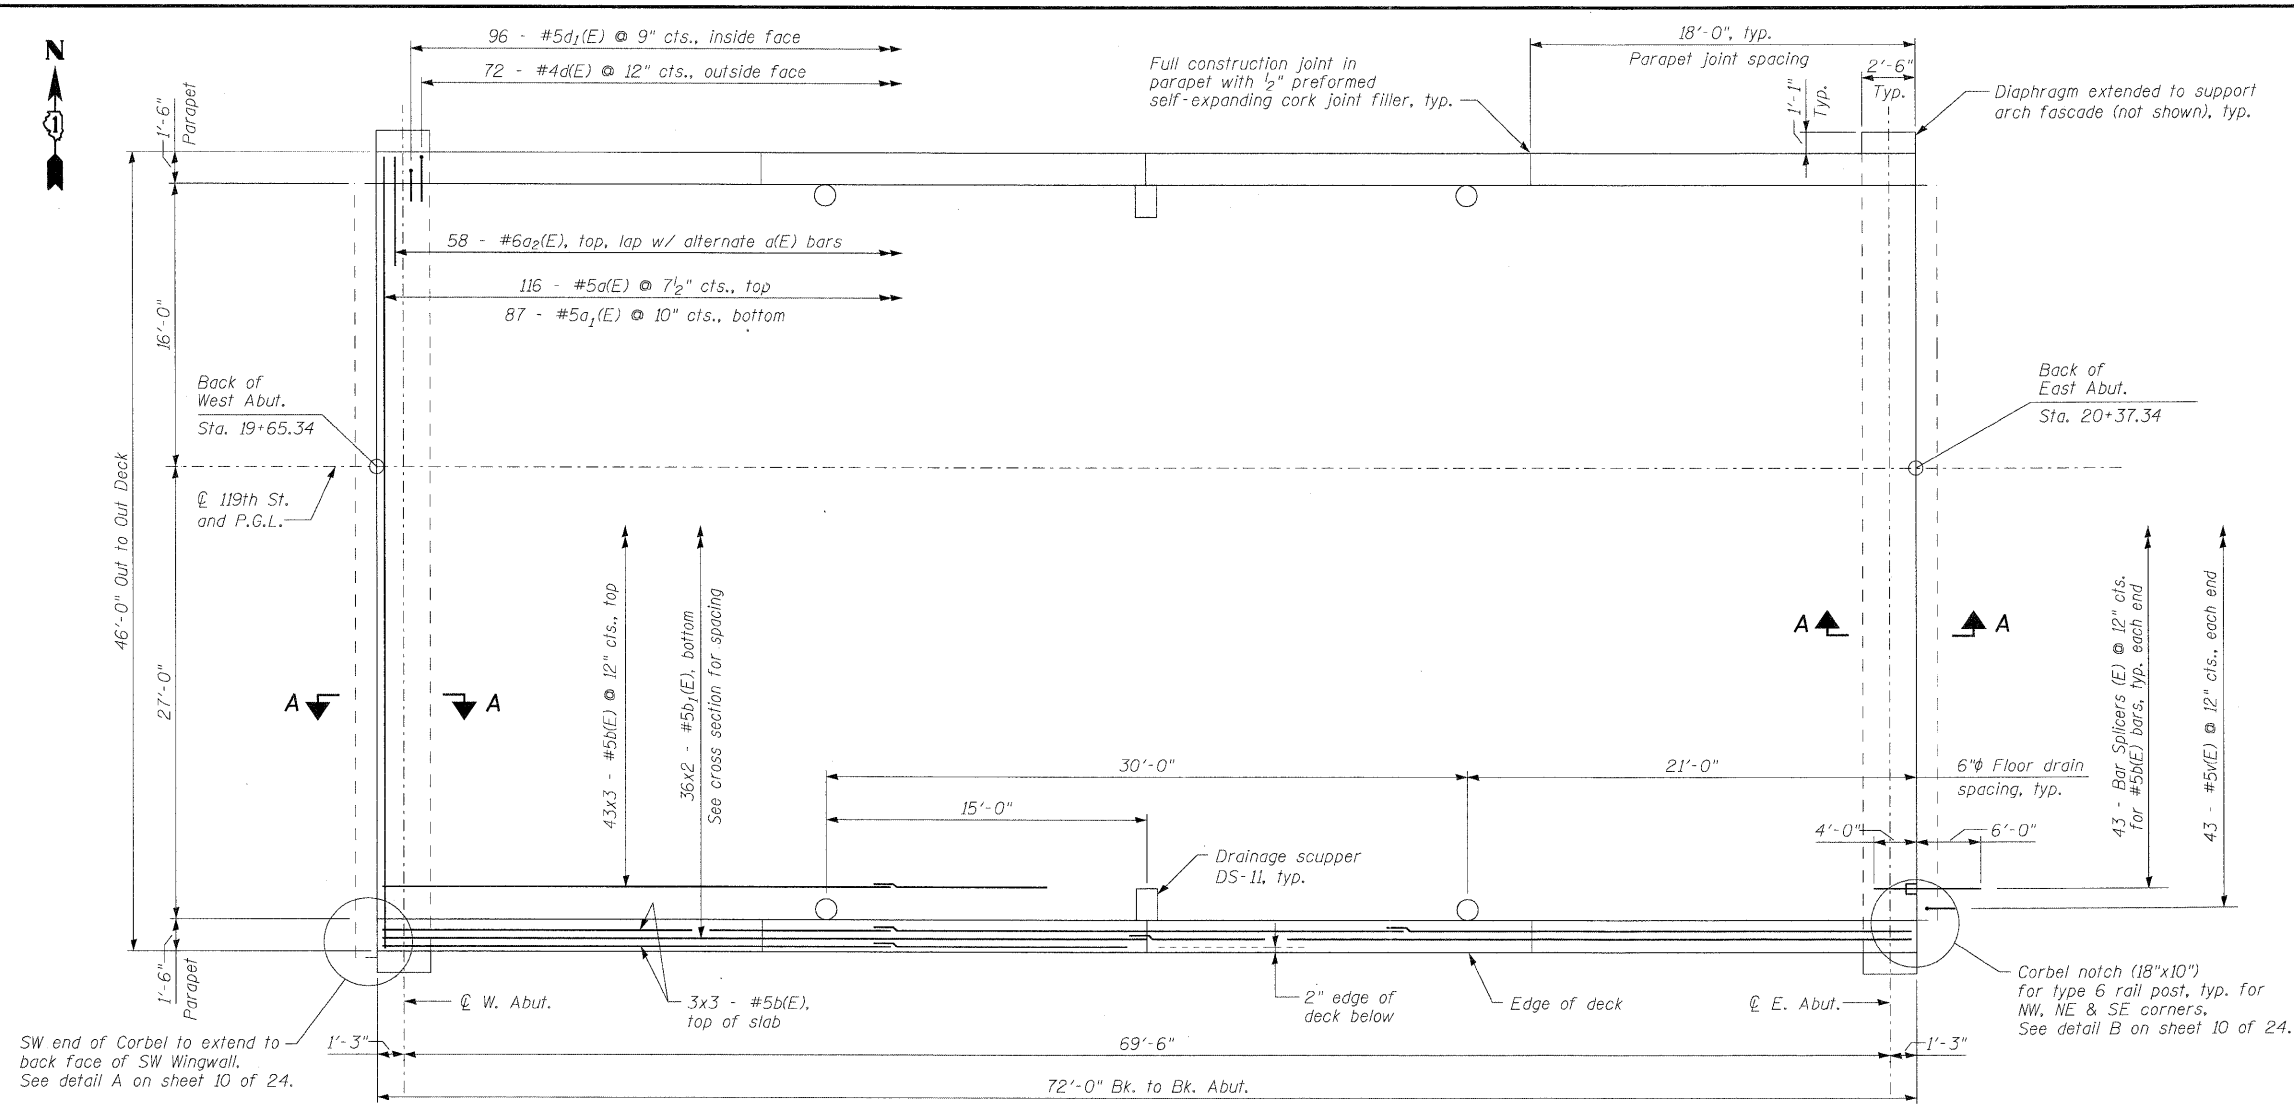 N
1
96 - #5d1(E) @ 9" cts., inside face
72 - #4d(E) @ 12" cts., outside face
Full construction joint in
parapet with 1/2" preformed
self-expanding cork joint filler, typ.
18'-0", typ.
Parapet joint spacing
2'-6"
Typ.
1'-1"
Typ.
Diaphragm extended to support
arch fascade (not shown), typ.
1'-6"
Parapet
58 - #6a2(E), top, lap w/ alternate a(E) bars
116 - #5a(E) @ 7 1/2" cts., top
87 - #5a1(E) @ 10" cts., bottom
16'-0"
Back of
West Abut.
Sta. 19+65.34
Back of
East Abut.
Sta. 20+37.34
46'-0" Out to Out Deck
℄ 119th St.
and P.G.L.
27'-0"
A
A
A
A
43x3 - #5b(E) @ 12" cts., top
36x2 - #5b1(E), bottom
See cross section for spacing
43 - Bar Splicers (E) @ 12" cts.
for #5b(E) bars, typ. each end
43 - #5v(E) @ 12" cts., each end
30'-0"
21'-0"
6"ϕ Floor drain
spacing, typ.
15'-0"
4'-0"
6'-0"
Drainage scupper
DS-11, typ.
1'-6"
Parapet
℄ W. Abut.
3x3 - #5b(E),
top of slab
2" edge of
deck below
Edge of deck
℄ E. Abut.
Corbel notch (18"x10")
for type 6 rail post, typ. for
NW, NE & SE corners,
See detail B on sheet 10 of 24.
SW end of Corbel to extend to
back face of SW Wingwall.
See detail A on sheet 10 of 24.
1'-3"
69'-6"
1'-3"
72'-0" Bk. to Bk. Abut.